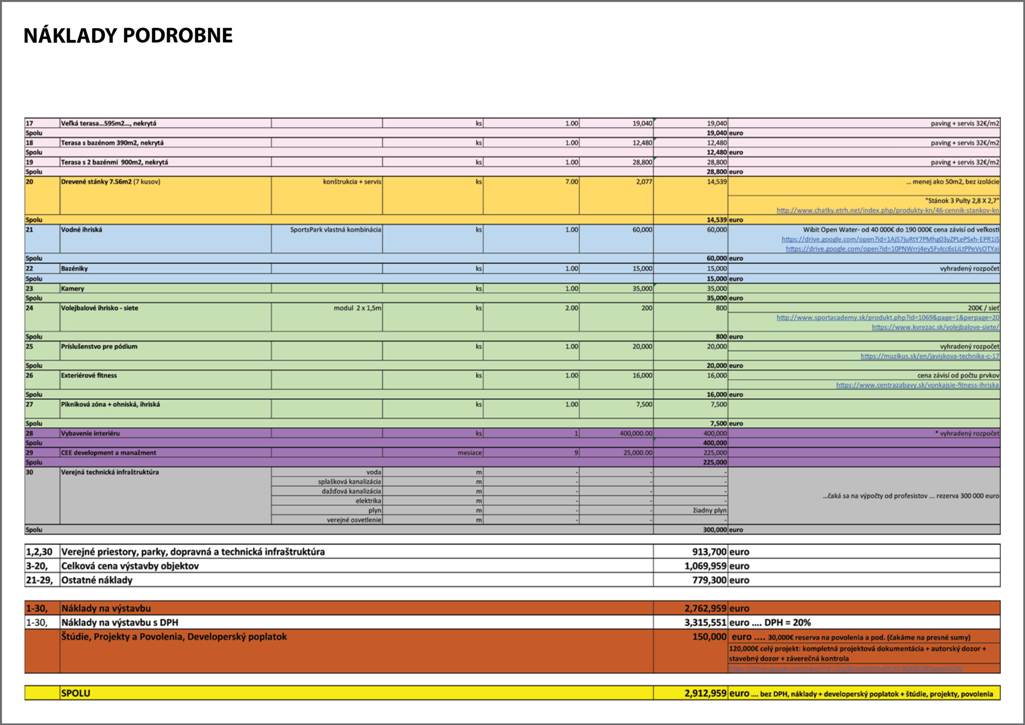 NÁKLADY PODROBNE
17 Veľká terasa...595m2..., nekrytá ks 1.00 19,040 19,040 paving + servis 32€/m2
Spolu 19,040 euro
18 Terasa s bazénom 390m2, nekrytá ks 1.00 12,480 12,480 paving + servis 32€/m2
Spolu 12,480 euro
19 Terasa s 2 bazénmi 900m2, nekrytá ks 1.00 28,800 28,800 paving + servis 32€/m2
Spolu 28,800 euro
20 Drevené stánky 7.56m2 (7 kusov) konštrukcia + servis ks 7.00 2,077 14,539 ... menej ako 50m2, bez izolácie
"Stánok 3 Pulty 2,8 X 2,7"
http://www.chatky.etrh.net/index.php/produkty-kn/46-cennik-stankov-kn
Spolu 14,539 euro
21 Vodné ihriská SportsPark vlastná kombinácia ks 1.00 60,000 60,000 Wibit Open Water- od 40 000€ do 190 000€ cena závisí od veľkosti
Spolu 60,000 euro
22 Bazéniky ks 1.00 15,000 15,000 vyhradený rozpočet
Spolu 15,000 euro
23 Kamery ks 1.00 35,000 35,000
Spolu 35,000 euro
24 Volejbalové ihrisko - siete modul 2 x 1,5m ks 2.00 200 800 200€ / sieť
http://www.sportacademy.sk/produkt.php?id=1069&page=1&perpage=20
https://www.kvrezac.sk/volejbalove-siete/
Spolu 800 euro
25 Príslušenstvo pre pódium ks 1.00 20,000 20,000 vyhradený rozpočet
https://muzikus.sk/en/javiskova-technika-c-17
Spolu 20,000 euro
26 Exteriérové fitness ks 1.00 16,000 16,000 cena závisí od počtu prvkov
https://www.centrazabavy.sk/vonkajsie-fitness-ihriska
Spolu 16,000 euro
27 Pikniková zóna + ohniská, ihriská ks 1.00 7,500 7,500
Spolu 7,500 euro
28 Vybavenie interiéru ks 1 400,000.00 400,000 * vyhradený rozpočet
Spolu 400,000
29 CEE development a manažment mesiace 9 25,000.00 225,000
Spolu 225,000
30 Verejná technická infraštruktúra voda m - - -
splašková kanalizácia m - - -
dažďová kanalizácia m - - -
elektrika m - - -
plyn m - - žiadny plyn
verejné osvetlenie m - - -
...čaká sa na výpočty od profesistov ... rezerva 300 000 euro
Spolu 300,000 euro
1,2,30 Verejné priestory, parky, dopravná a technická infraštruktúra 913,700 euro
3-20, Celková cena výstavby objektov 1,069,959 euro
21-29, Ostatné náklady 779,300 euro
1-30, Náklady na výstavbu 2,762,959 euro
1-30, Náklady na výstavbu s DPH 3,315,551 euro .... DPH = 20%
Štúdie, Projekty a Povolenia, Developerský poplatok 150,000 euro .... 30,000€ reserva na povolenia a pod. (čakáme na presné sumy)
120,000€ celý projekt: kompletná projektová dokumentácia + autorský dozor +
stavebný dozor + záverečná kontrola
SPOLU 2,912,959 euro ... bez DPH, náklady + developerský poplatok + štúdie, projekty, povolenia